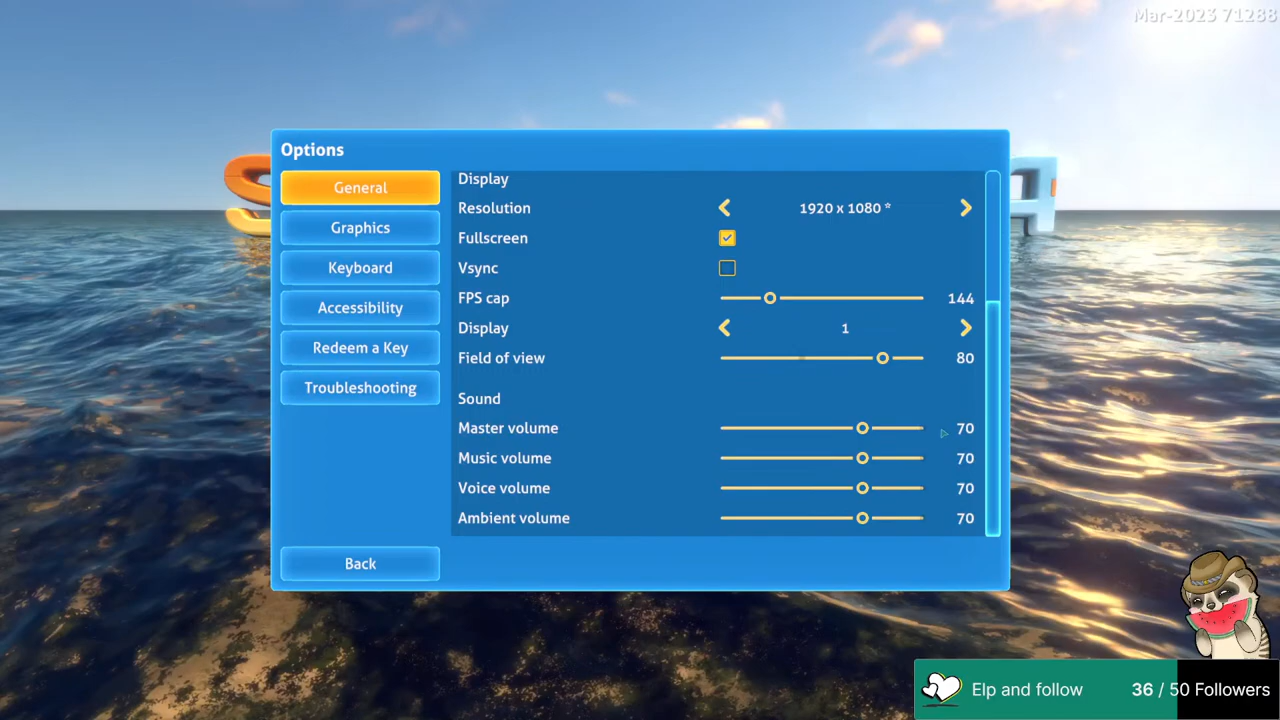 Mar-2023 71288
Options
General
Graphics
Keyboard
Accessibility
Redeem a Key
Troubleshooting
Back
Display
Resolution 1920 x 1080 *
Fullscreen
Vsync
FPS cap 144
Display 1
Field of view 80
Sound
Master volume 70
Music volume 70
Voice volume 70
Ambient volume 70
Elp and follow 36 / 50 Followers